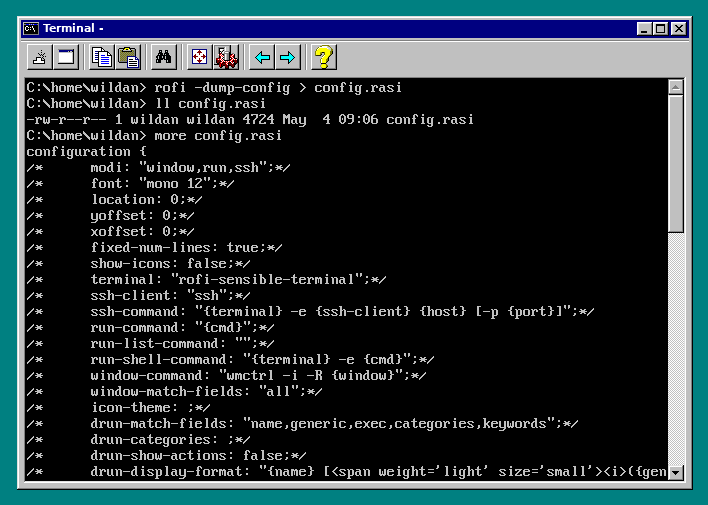 Terminal -
C:\home\wildan> rofi -dump-config > config.rasi
C:\home\wildan> ll config.rasi
-rw-r--r-- 1 wildan wildan 4724 May  4 09:06 config.rasi
C:\home\wildan> more config.rasi
configuration {
/*      modi: "window,run,ssh";*/
/*      font: "mono 12";*/
/*      location: 0;*/
/*      yoffset: 0;*/
/*      xoffset: 0;*/
/*      fixed-num-lines: true;*/
/*      show-icons: false;*/
/*      terminal: "rofi-sensible-terminal";*/
/*      ssh-client: "ssh";*/
/*      ssh-command: "{terminal} -e {ssh-client} {host} [-p {port}]";*/
/*      run-command: "{cmd}";*/
/*      run-list-command: "";*/
/*      run-shell-command: "{terminal} -e {cmd}";*/
/*      window-command: "wmctrl -i -R {window}";*/
/*      window-match-fields: "all";*/
/*      icon-theme: ;*/
/*      drun-match-fields: "name,generic,exec,categories,keywords";*/
/*      drun-categories: ;*/
/*      drun-show-actions: false;*/
/*      drun-display-format: "{name} [<span weight='light' size='small'><i>({gen